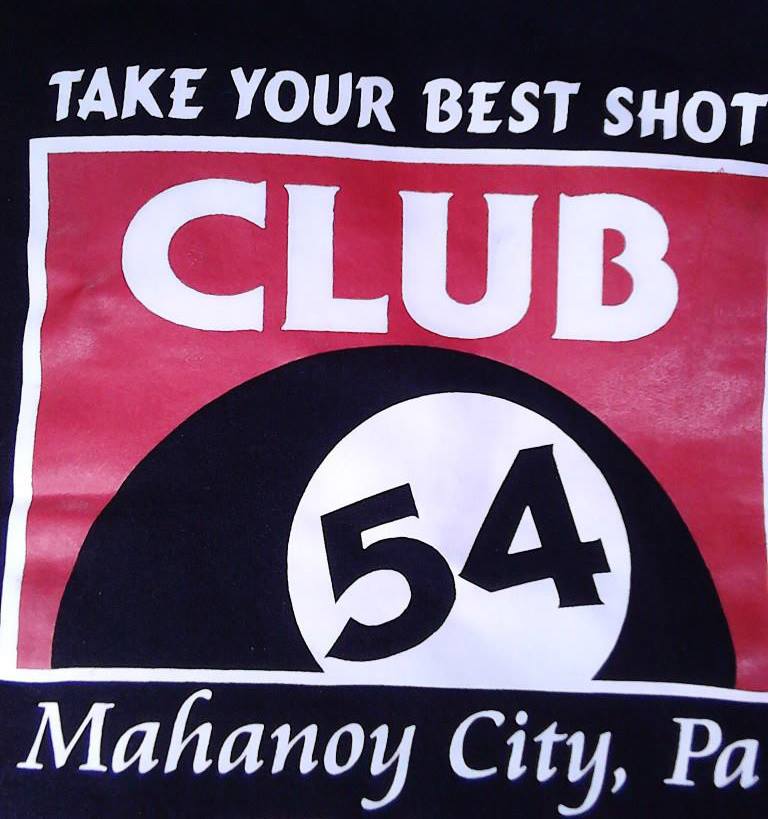 TAKE YOUR BEST SHOT
CLUB
54
Mahanoy City, Pa